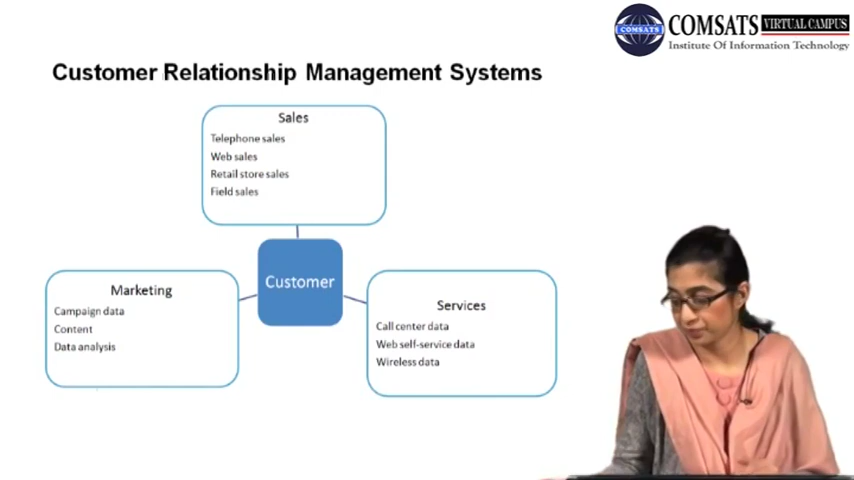 COMSATS VIRTUAL CAMPUS
COMSATS
Institute Of Information Technology
Customer Relationship Management Systems
Sales
Telephone sales
Web sales
Retail store sales
Field sales
Customer
Marketing
Campaign data
Content
Data analysis
Services
Call center data
Web self-service data
Wireless data